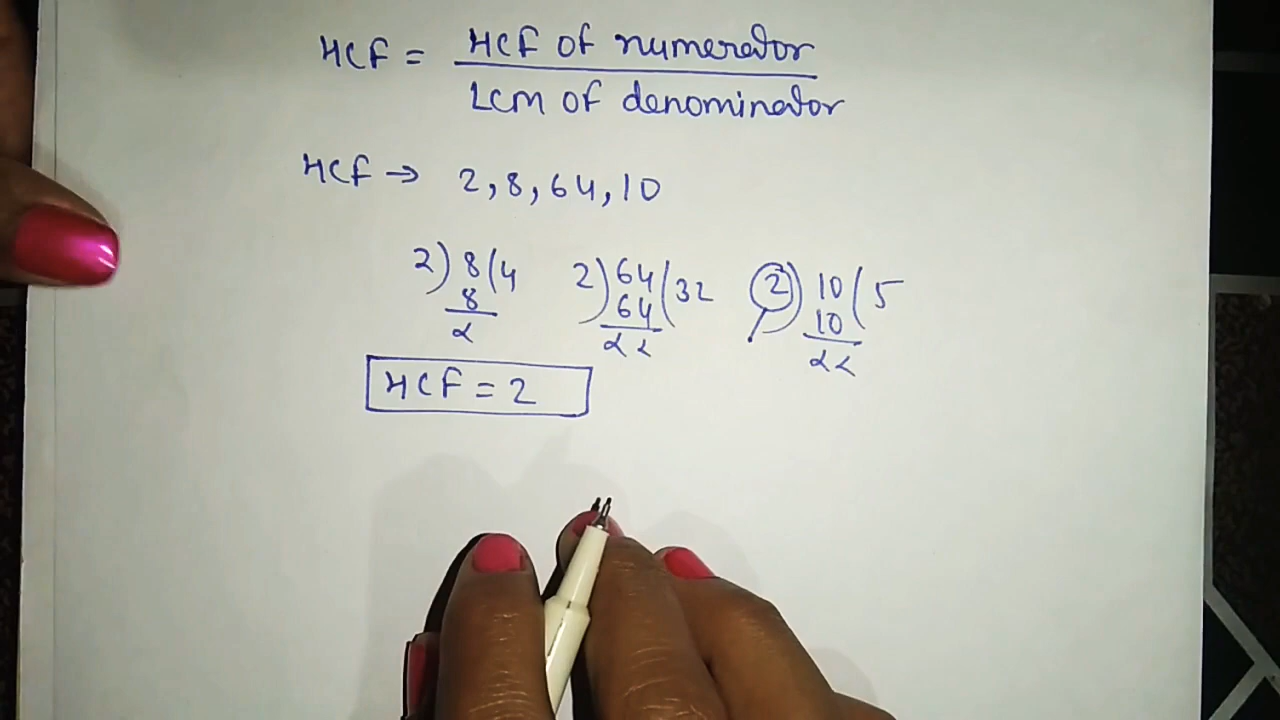 HCF = HCF of numerator
LCM of denominator
HCF → 2, 8, 64, 10
2) 8 (4 2) 64 (32 2) 10 (5
8 64 10
HCF = 2